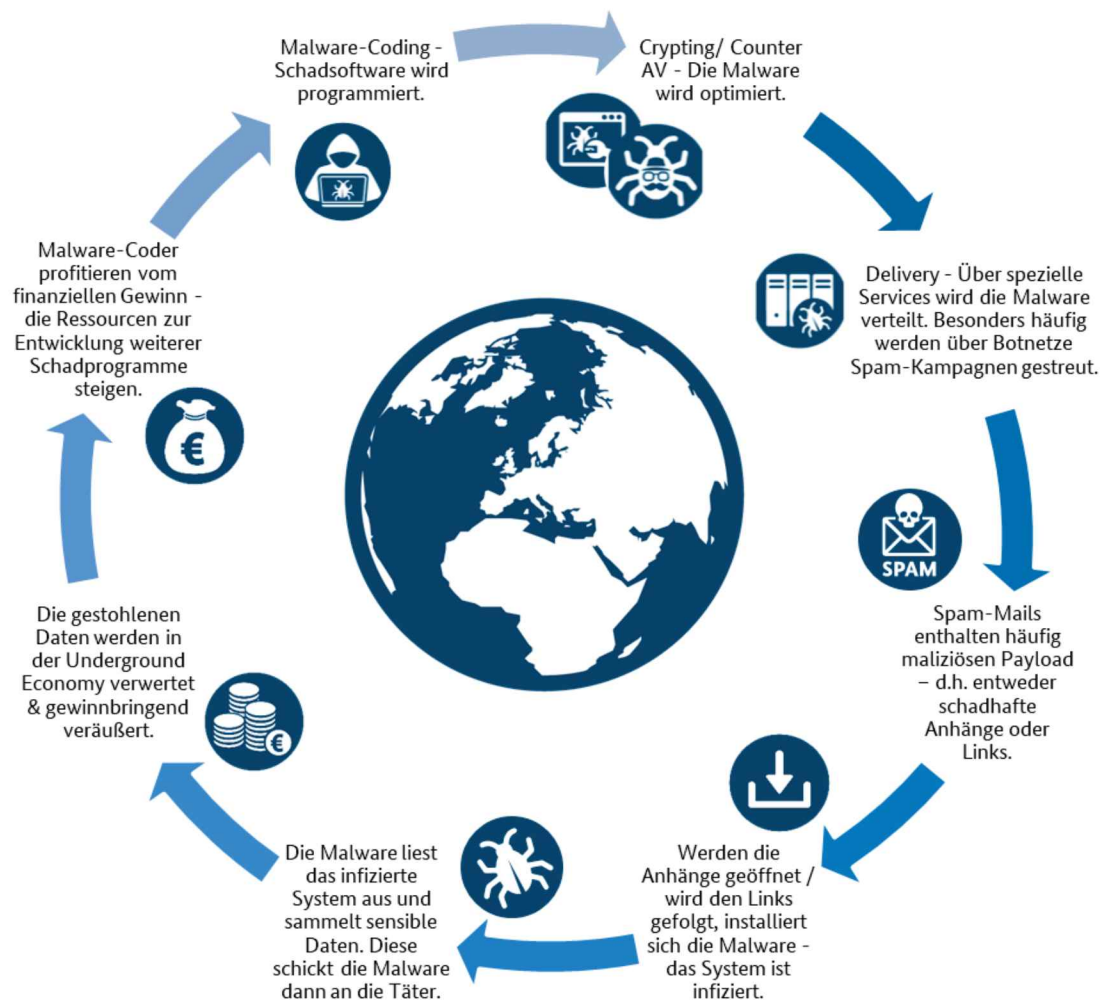 Malware-Coding -
Schadsoftware wird
programmiert.
Crypting/ Counter
AV - Die Malware
wird optimiert.
Delivery - Über spezielle
Services wird die Malware
verteilt. Besonders häufig
werden über Botnetze
Spam-Kampagnen gestreut.
SPAM
Spam-Mails
enthalten häufig
maliziösen Payload
– d.h. entweder
schadhafte
Anhänge oder
Links.
Werden die
Anhänge geöffnet /
wird den Links
gefolgt, installiert
sich die Malware -
das System ist
infiziert.
Die Malware liest
das infizierte
System aus und
sammelt sensible
Daten. Diese
schickt die Malware
dann an die Täter.
Die gestohlenen
Daten werden in
der Underground
Economy verwertet
& gewinnbringend
veräußert.
€
Malware-Coder
profitieren vom
finanziellen Gewinn -
die Ressourcen zur
Entwicklung weiterer
Schadprogramme
steigen.
€